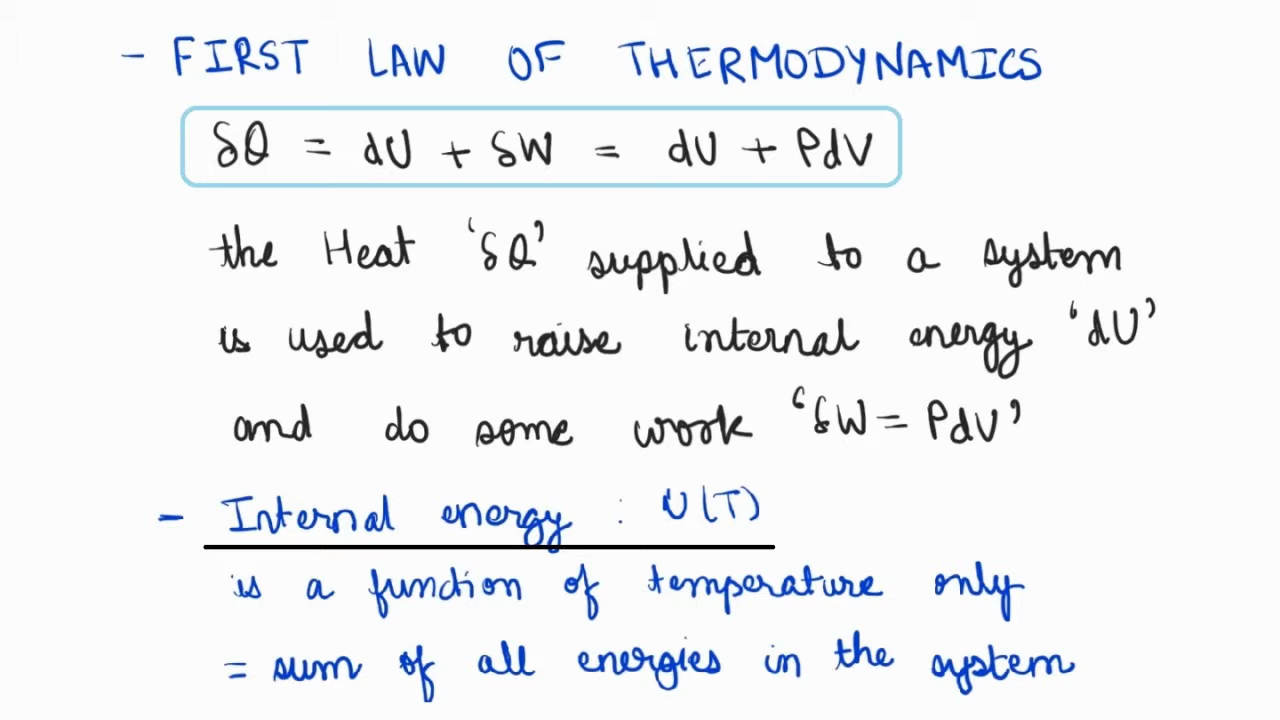 - FIRST LAW OF THERMODYNAMICS
δQ = dU + δW = dU + PdV
the Heat 'δQ' supplied to a system
is used to raise internal energy 'dU'
and do some work 'δW = PdV'
- Internal energy : U(T)
is a function of temperature only
= sum of all energies in the system